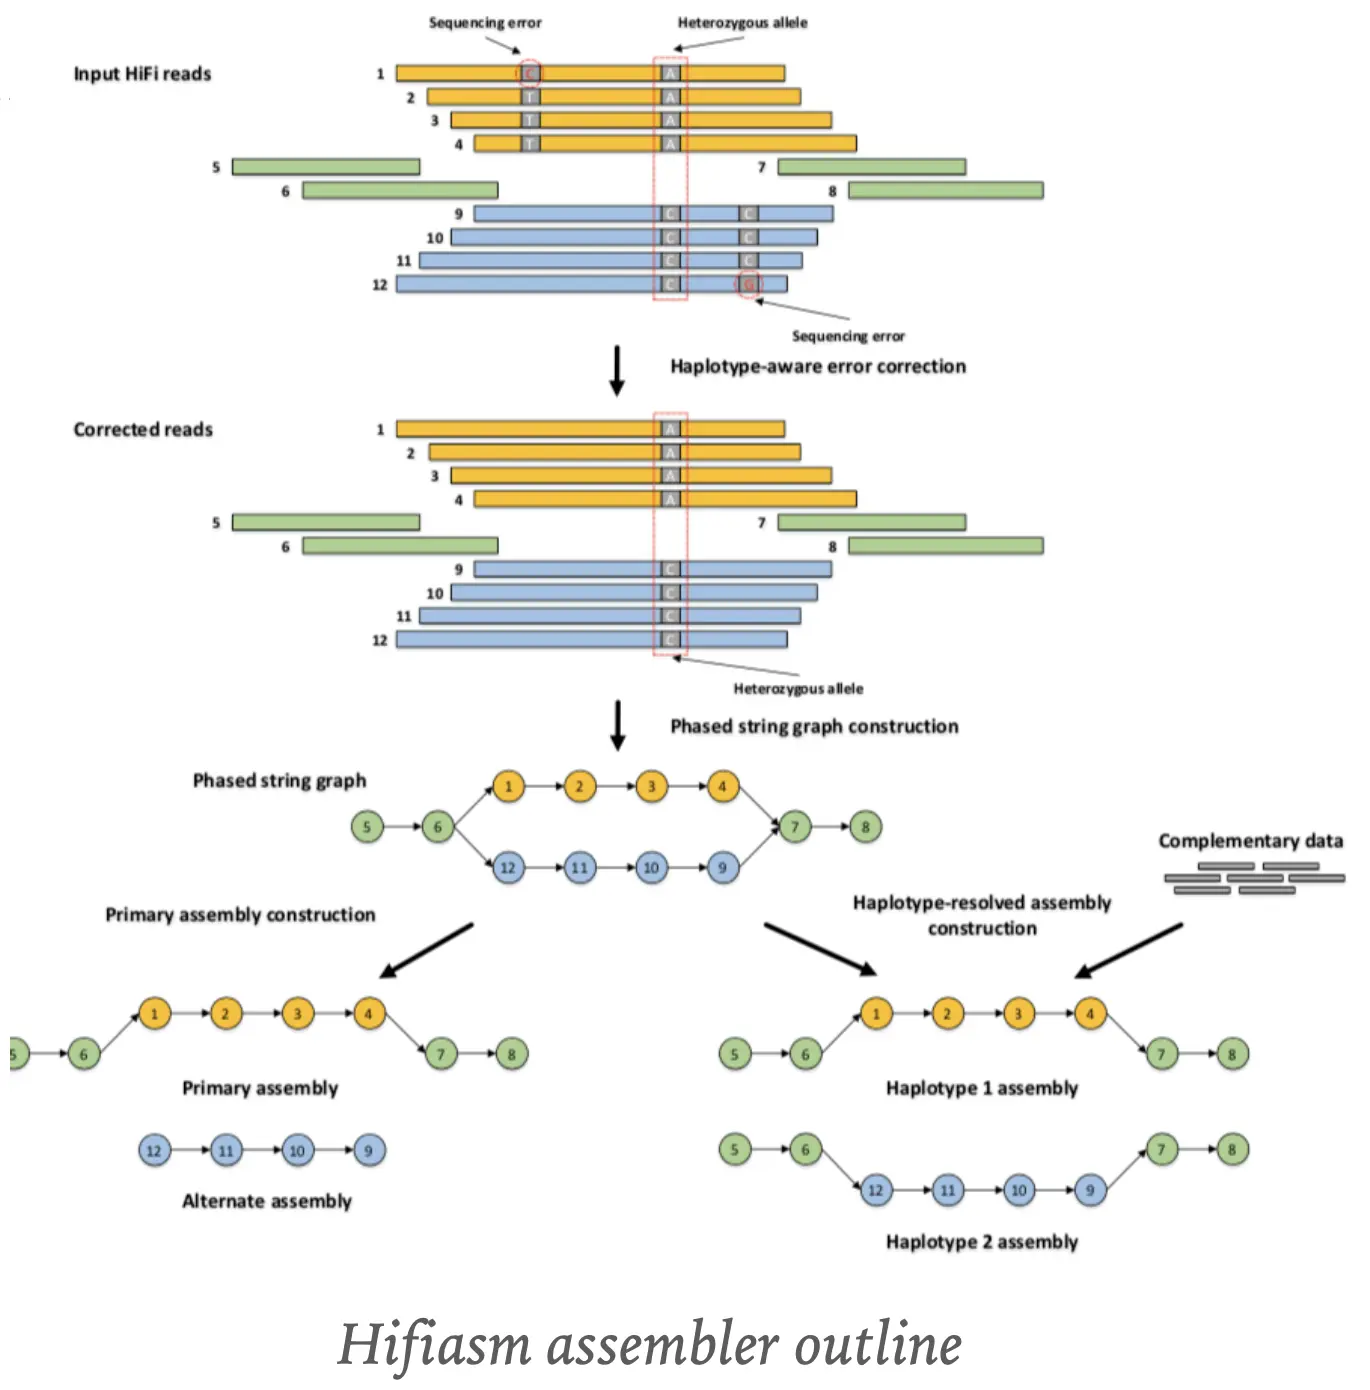 Sequencing error
Heterozygous allele
Input HiFi reads
1 C A
2 T A
3 T A
4 T A
5
7
6
8
9 C C
10 C C
11 C C
12 C G
Sequencing error
Haplotype-aware error correction
Corrected reads
1 A
2 A
3 A
4 A
5
7
6
8
9 C
10 C
11 C
12 C
Heterozygous allele
Phased string graph construction
Phased string graph
1 2 3 4
5 6 7 8
12 11 10 9
Complementary data
Primary assembly construction
Haplotype-resolved assembly
construction
1 2 3 4
5 6 7 8
Primary assembly
12 11 10 9
Alternate assembly
1 2 3 4
5 6 7 8
Haplotype 1 assembly
5 6 7 8
12 11 10 9
Haplotype 2 assembly
Hifiasm assembler outline